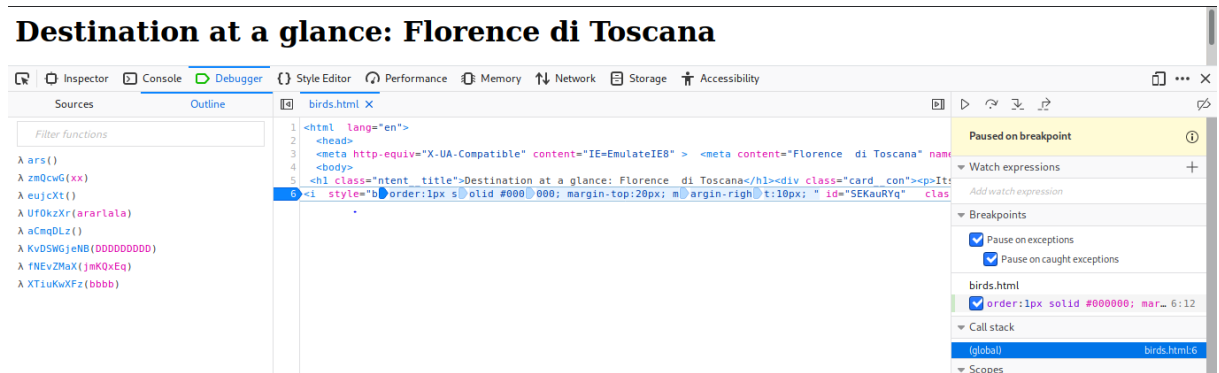 Destination at a glance: Florence di Toscana
Inspector Console Debugger Style Editor Performance Memory Network Storage Accessibility
Sources Outline birds.html
Filter functions
λ ars()
λ zmQcwG(xx)
λ eujcXt()
λ UfOkzXr(ararlala)
λ aCmqDLz()
λ KvDSWGjeNB(DDDDDDDDD)
λ fNEvZMaX(jmKQxEq)
λ XTiuKwXFz(bbbb)
1 <html lang="en">
2 <head>
3 <meta http-equiv="X-UA-Compatible" content="IE=EmulateIE8" > <meta content="Florence di Toscana" nam
4 <body>
5 <h1 class="ntent__title">Destination at a glance: Florence di Toscana</h1><div class="card__con"><p>Its
6 <i style="border:1px solid #000000; margin-top:20px; margin-right:10px; " id="SEKauRYq" clas
Paused on breakpoint
Watch expressions
Add watch expression
Breakpoints
Pause on exceptions
Pause on caught exceptions
birds.html
order:1px solid #000000; mar… 6:12
Call stack
(global) birds.html:6
Scopes